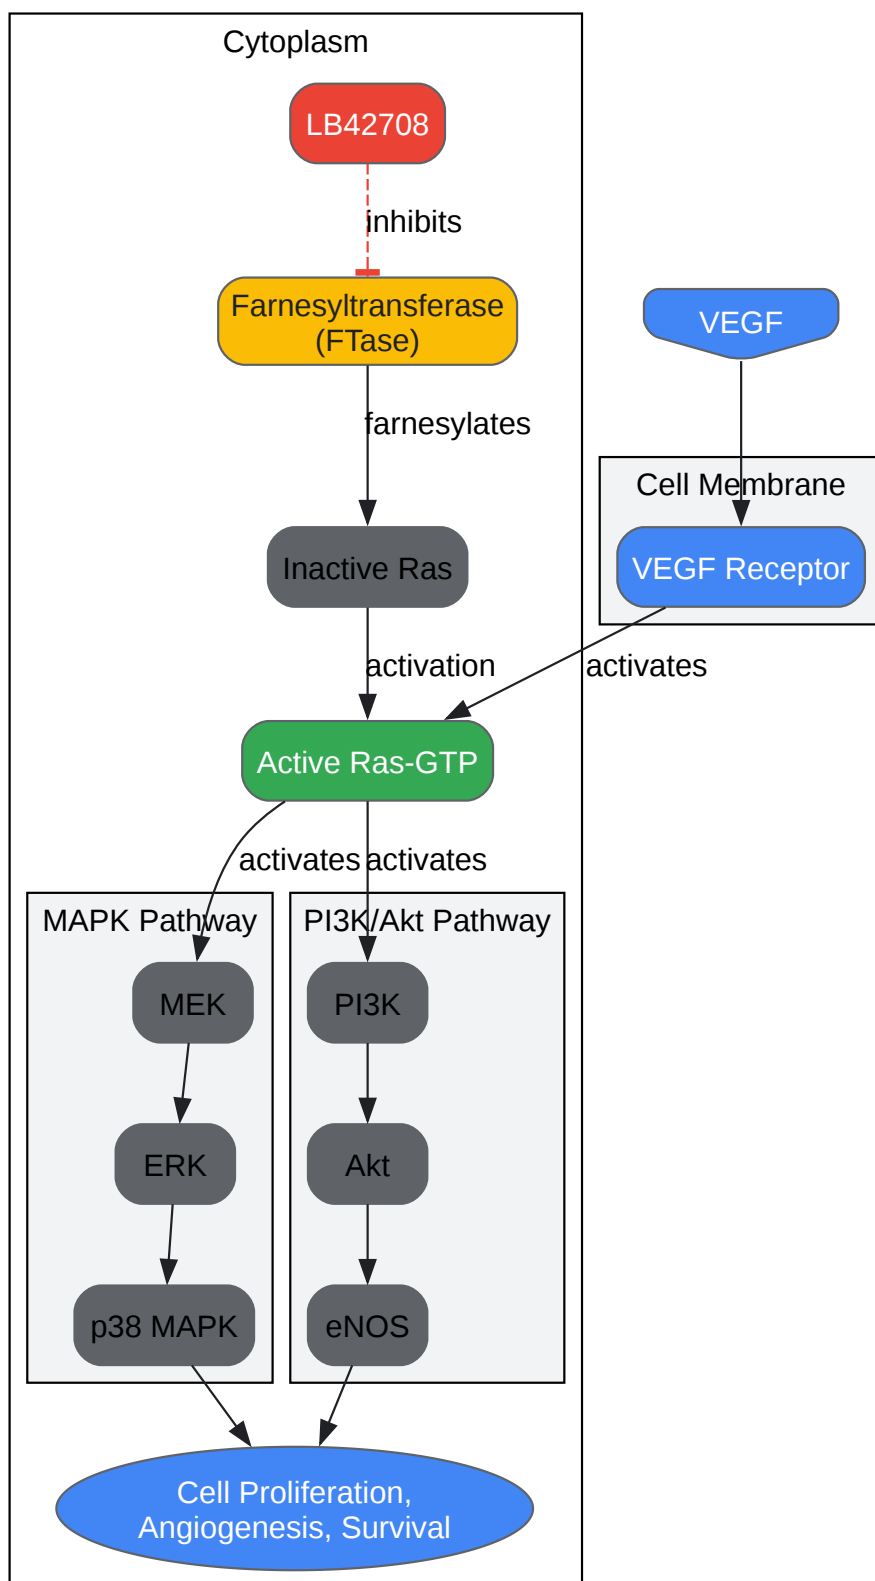 Cytoplasm
LB42708
inhibits
Farnesyltransferase
(FTase)
VEGF
farnesylates
Cell Membrane
Inactive Ras
VEGF Receptor
activation
activates
Active Ras-GTP
activates
activates
MAPK Pathway
PI3K/Akt Pathway
MEK
PI3K
ERK
Akt
p38 MAPK
eNOS
Cell Proliferation,
Angiogenesis, Survival